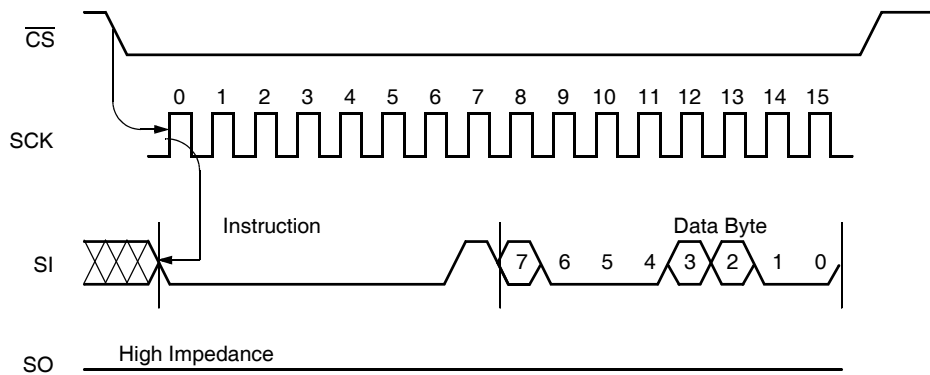 CS
0 1 2 3 4 5 6 7 8 9 10 11 12 13 14 15
SCK
Instruction
Data Byte
SI
7 6 5 4 3 2 1 0
High Impedance
SO